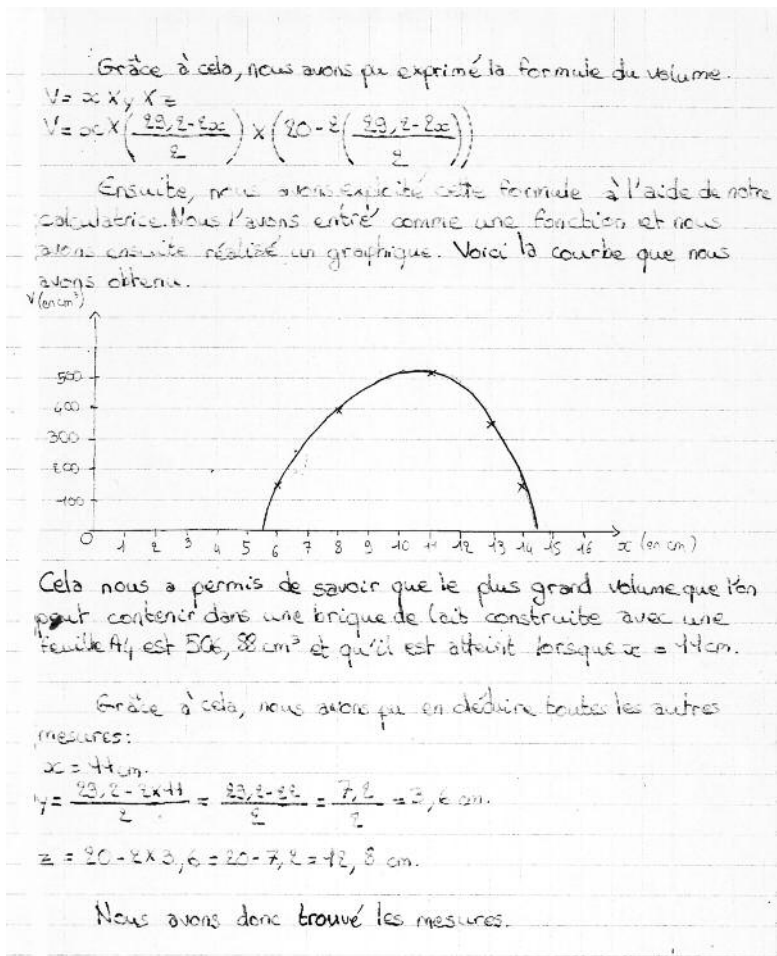 Grâce à cela, nous avons pu exprimé la formule du volume.
V = x × y × z
V = x × ( (29,2-2x)/2 ) × ( 20 - 2( (29,2-2x)/2 ) )
Ensuite, nous avons explicité cette formule à l'aide de notre
calculatrice. Nous l'avons entré comme une fonction et nous
avons ensuite réalisé un graphique. Voici la courbe que nous
avons obtenu.
V (en cm³)
500
400
300
200
100
0 1 2 3 4 5 6 7 8 9 10 11 12 13 14 15 16 x (en cm)
Cela nous a permis de savoir que le plus grand volume que l'on
peut contenir dans une brique de lait construite avec une
feuille A4 est 506,88 cm³ et qu'il est atteint lorsque x = 11cm.
Grâce à cela, nous avons pu en déduire toutes les autres
mesures:
x = 11cm.
y = (29,2-2×11)/2 = (29,2-22)/2 = 7,2/2 = 3,6 cm.
z = 20-2×3,6 = 20-7,2 = 12,8 cm.
Nous avons donc trouvé les mesures.